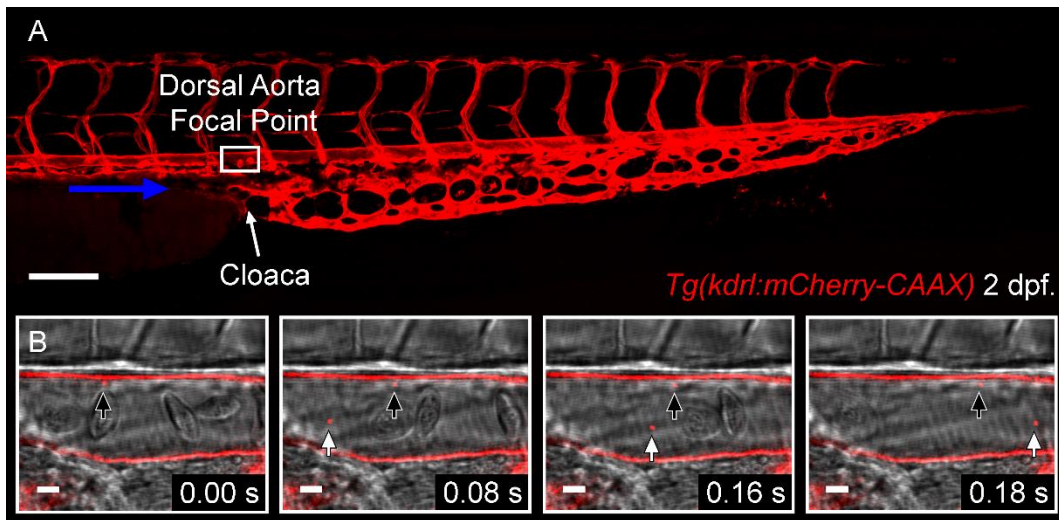 A
Dorsal Aorta
Focal Point
Cloaca
Tg(kdrl:mCherry-CAAX) 2 dpf.
B
0.00 s
0.08 s
0.16 s
0.18 s